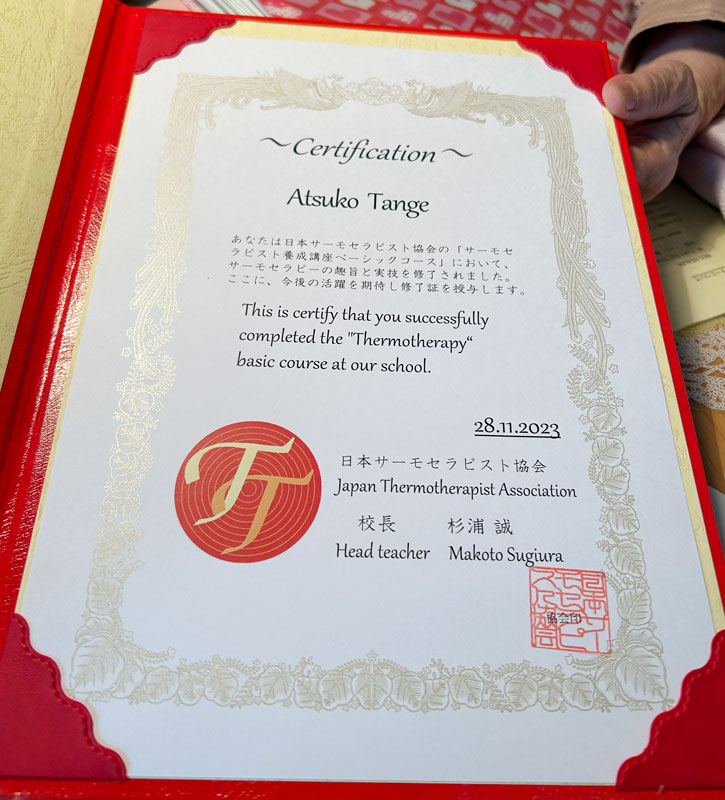 ~Certification~
Atsuko Tange
あなたは日本サーモセラピスト協会の「サーモセ
ラピスト養成講座ベーシックコース」において、
サーモセラピーの趣旨と実技を修了されました。
ここに、今後の活躍を期待し修了証を授与します。
This is certify that you successfully
completed the "Thermotherapy“
basic course at our school.
28.11.2023
TT
日本サーモセラピスト協会
Japan Thermotherapist Association
校長 杉浦 誠
Head teacher Makoto Sugiura
協会印